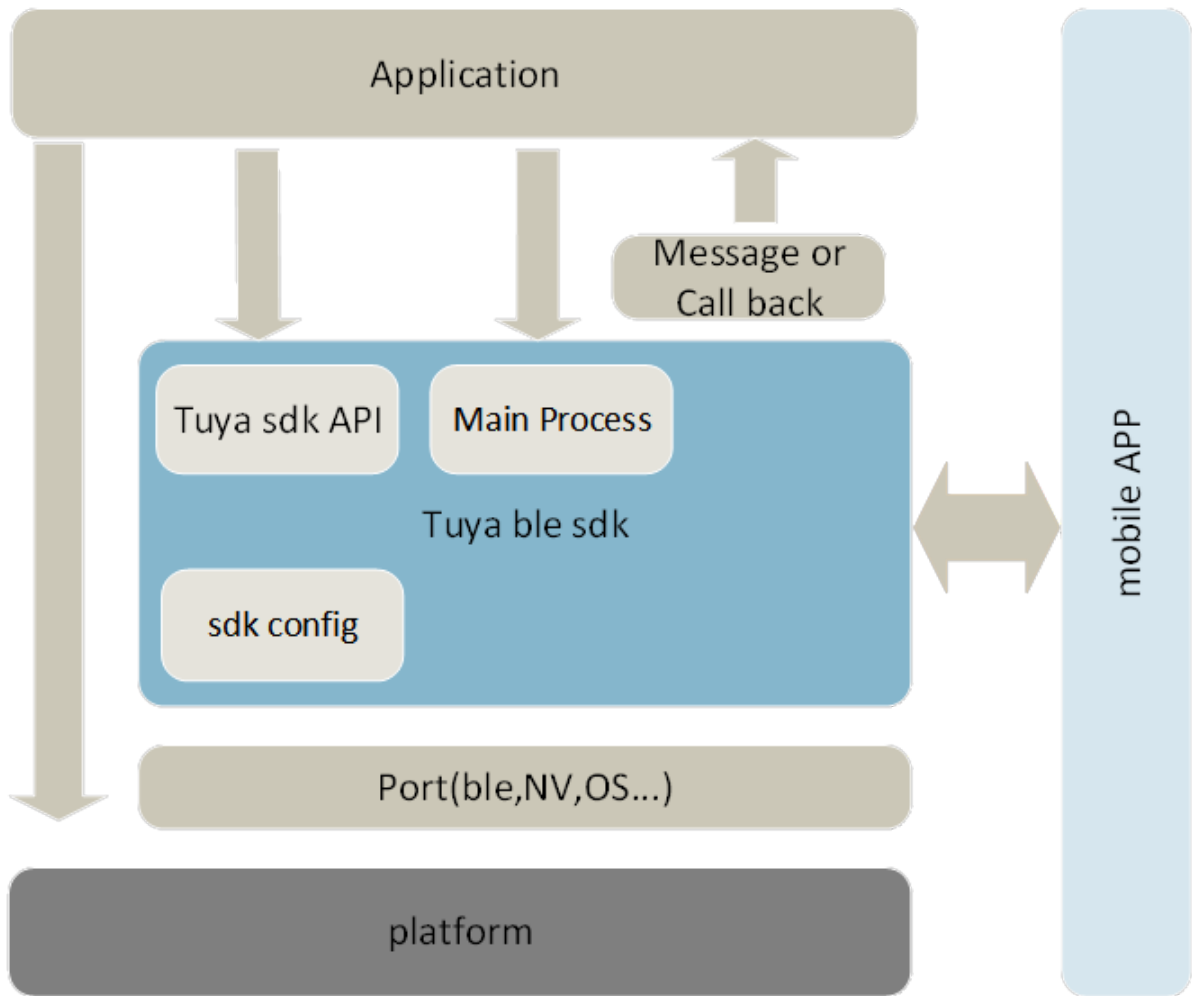 Application
Message or
Call back
Tuya sdk API
Main Process
Tuya ble sdk
sdk config
Port(ble,NV,OS...)
platform
mobile APP